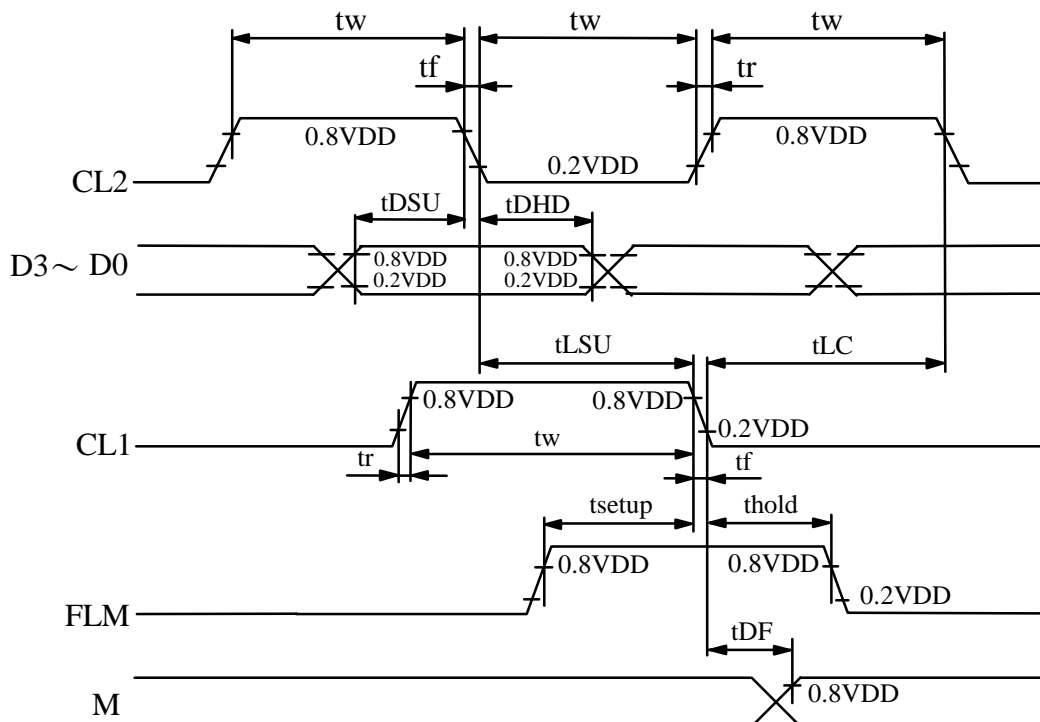 tw tw tw
tf tr
0.8VDD 0.2VDD 0.8VDD
CL2
tDSU tDHD
D3～ D0
0.8VDD 0.8VDD
0.2VDD 0.2VDD
tLSU tLC
0.8VDD 0.8VDD
0.2VDD
CL1
tw
tr tf
tsetup thold
0.8VDD 0.8VDD
0.2VDD
FLM
tDF
0.8VDD
M